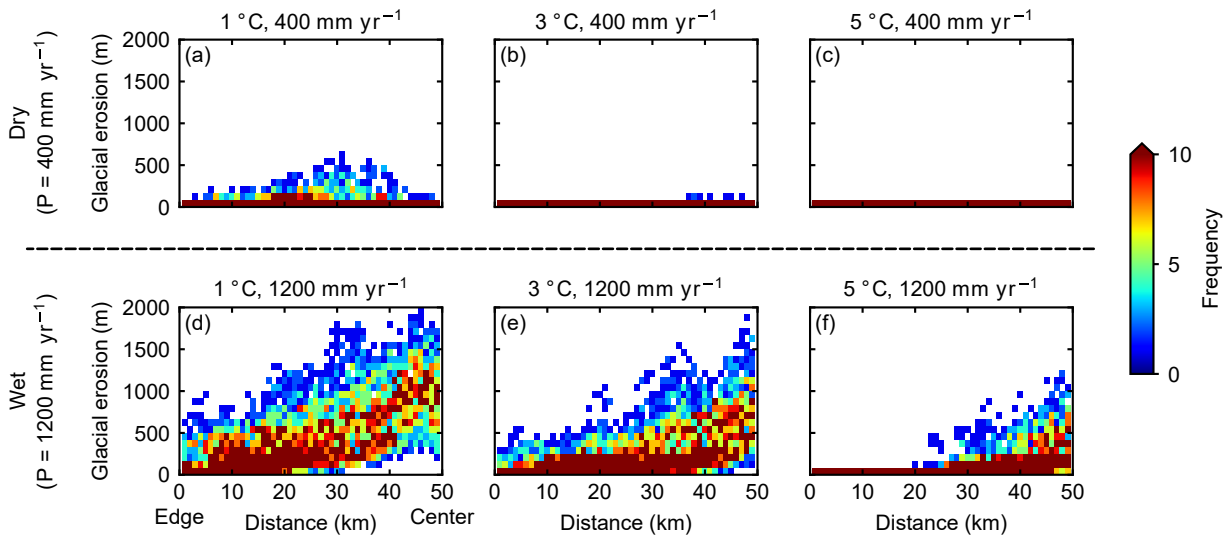 1 °C, 400 mm yr⁻¹
3 °C, 400 mm yr⁻¹
5 °C, 400 mm yr⁻¹
Dry
(P = 400 mm yr⁻¹)
Glacial erosion (m)
2000
1500
1000
500
0
(a)
(b)
(c)
1 °C, 1200 mm yr⁻¹
3 °C, 1200 mm yr⁻¹
5 °C, 1200 mm yr⁻¹
Wet
(P = 1200 mm yr⁻¹)
Glacial erosion (m)
2000
1500
1000
500
0
(d)
(e)
(f)
0 10 20 30 40 50
0 10 20 30 40 50
0 10 20 30 40 50
Edge
Distance (km)
Center
Distance (km)
Distance (km)
10
5
0
Frequency